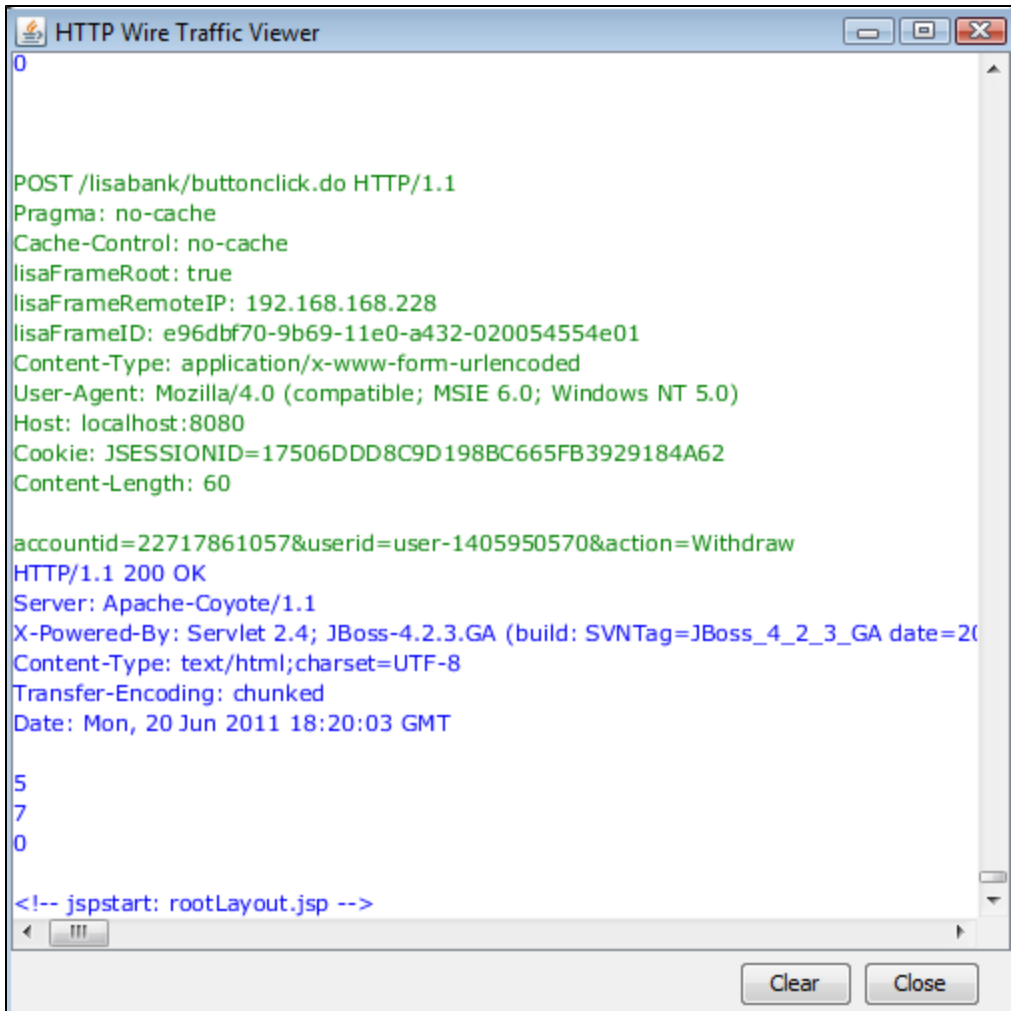 HTTP Wire Traffic Viewer
0
POST /lisabank/buttonclick.do HTTP/1.1
Pragma: no-cache
Cache-Control: no-cache
lisaFrameRoot: true
lisaFrameRemoteIP: 192.168.168.228
lisaFrameID: e96dbf70-9b69-11e0-a432-020054554e01
Content-Type: application/x-www-form-urlencoded
User-Agent: Mozilla/4.0 (compatible; MSIE 6.0; Windows NT 5.0)
Host: localhost:8080
Cookie: JSESSIONID=17506DDD8C9D198BC665FB3929184A62
Content-Length: 60
accountid=22717861057&userid=user-1405950570&action=Withdraw
HTTP/1.1 200 OK
Server: Apache-Coyote/1.1
X-Powered-By: Servlet 2.4; JBoss-4.2.3.GA (build: SVNTag=JBoss_4_2_3_GA date=20
Content-Type: text/html;charset=UTF-8
Transfer-Encoding: chunked
Date: Mon, 20 Jun 2011 18:20:03 GMT
5
7
0
<!-- jspstart: rootLayout.jsp -->
Clear Close